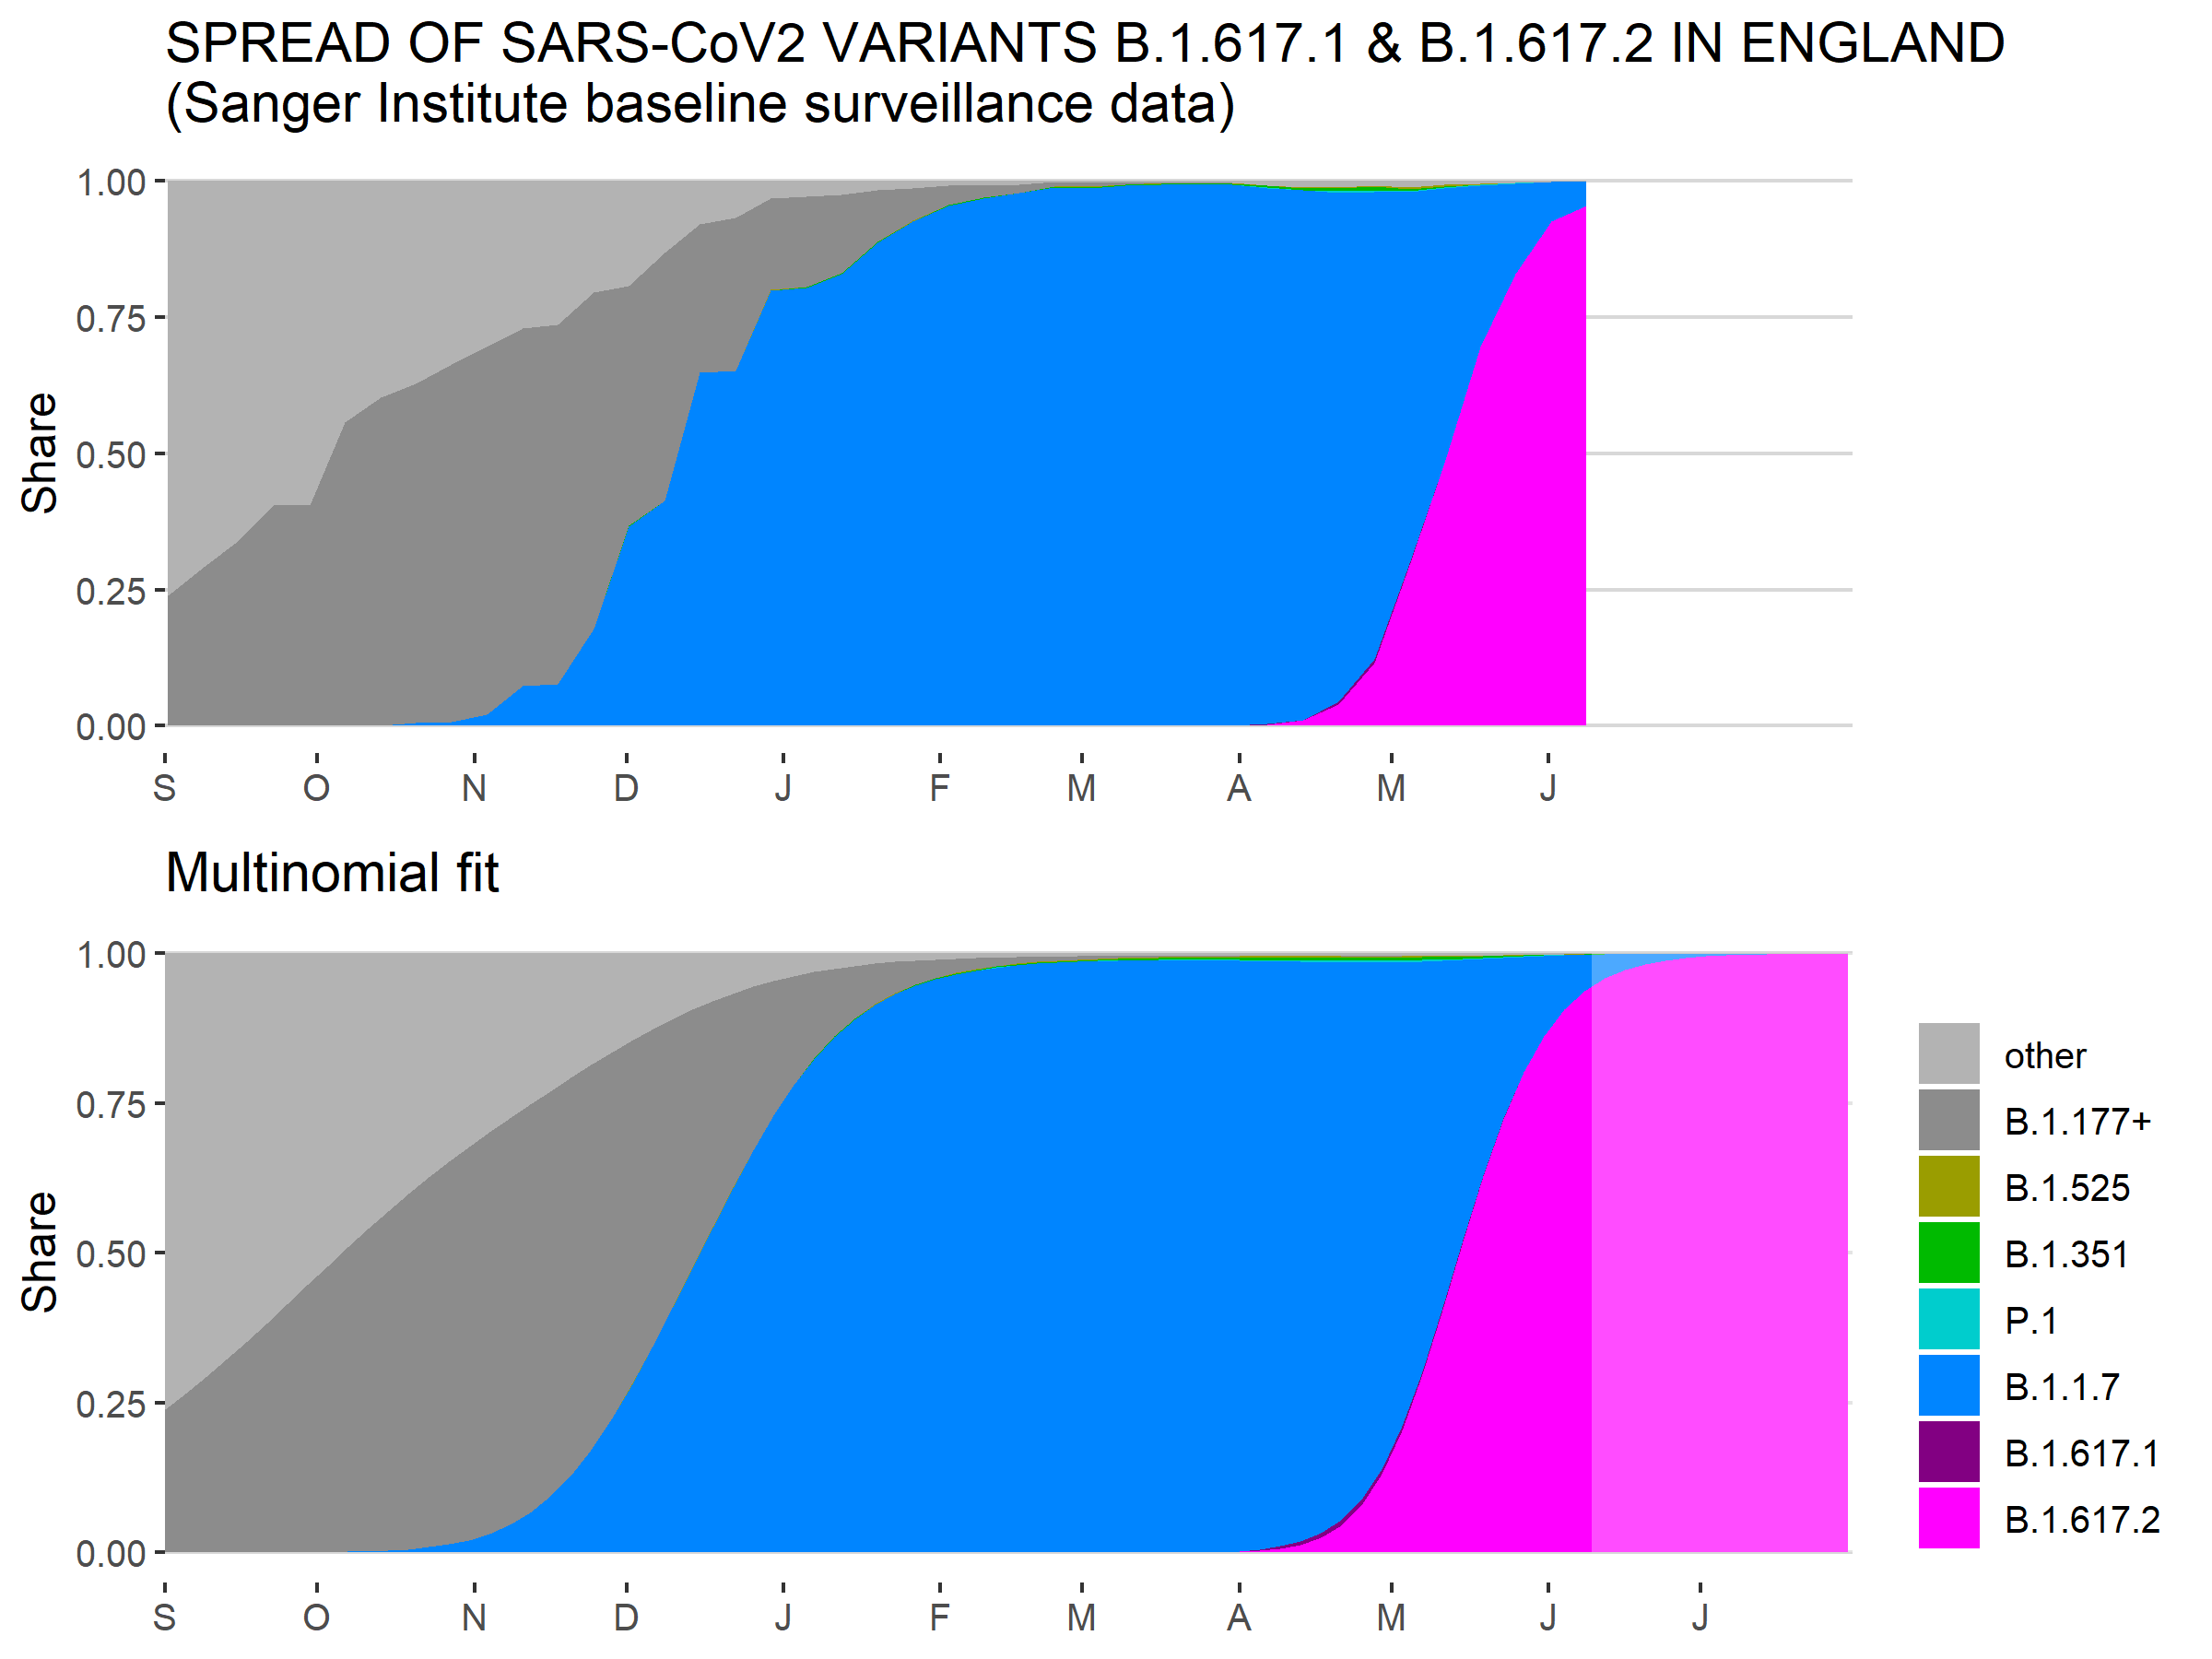 SPREAD OF SARS-CoV2 VARIANTS B.1.617.1 & B.1.617.2 IN ENGLAND
(Sanger Institute baseline surveillance data)
1.00
0.75
0.50
0.25
0.00
Share
S O N D J F M A M J
Multinomial fit
1.00
0.75
0.50
0.25
0.00
Share
S O N D J F M A M J J
other
B.1.177+
B.1.525
B.1.351
P.1
B.1.1.7
B.1.617.1
B.1.617.2